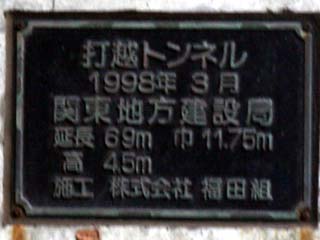 打越トンネル
1998年 3月
関東地方建設局
延長 69m 巾 11.75m
高 4.5m
施工 株式会社 福田組